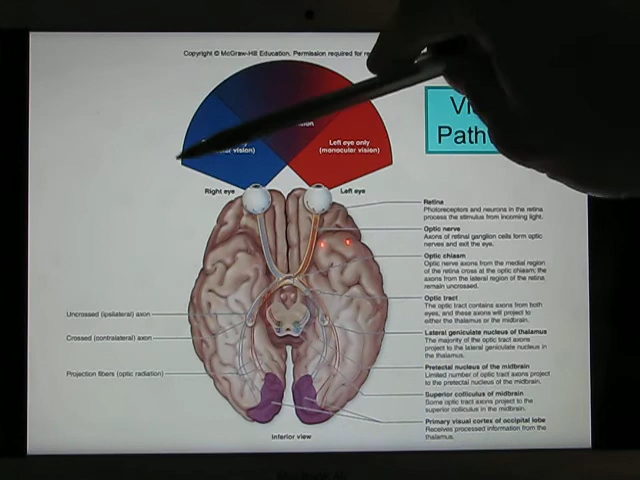 Copyright © McGraw-Hill Education. Permission required for
vision)
Left eye only
(monocular vision)
Right eye
Left eye
Retina
Photoreceptors and neurons in the retina
process the stimulus from incoming light.
Optic nerve
Axons of retinal ganglion cells form optic
nerves and exit the eye.
Optic chiasm
Optic nerve axons from the medial region
of the retina cross at the optic chiasm; the
axons from the lateral region of the retina
remain uncrossed.
Optic tract
The optic tract contains axons from both
eyes, and these axons will project to
either the thalamus or the midbrain.
Lateral geniculate nucleus of thalamus
The majority of the optic tract axons
project to the lateral geniculate nucleus in
the thalamus.
Pretectal nucleus of the midbrain
Limited number of optic tract axons project
to the pretectal nucleus of the midbrain.
Superior colliculus of midbrain
Some optic tract axons project to the
superior colliculus in the midbrain.
Primary visual cortex of occipital lobe
Receives processed information from the
thalamus.
Uncrossed (ipsilateral) axon
Crossed (contralateral) axon
Projection fibers (optic radiation)
Inferior view